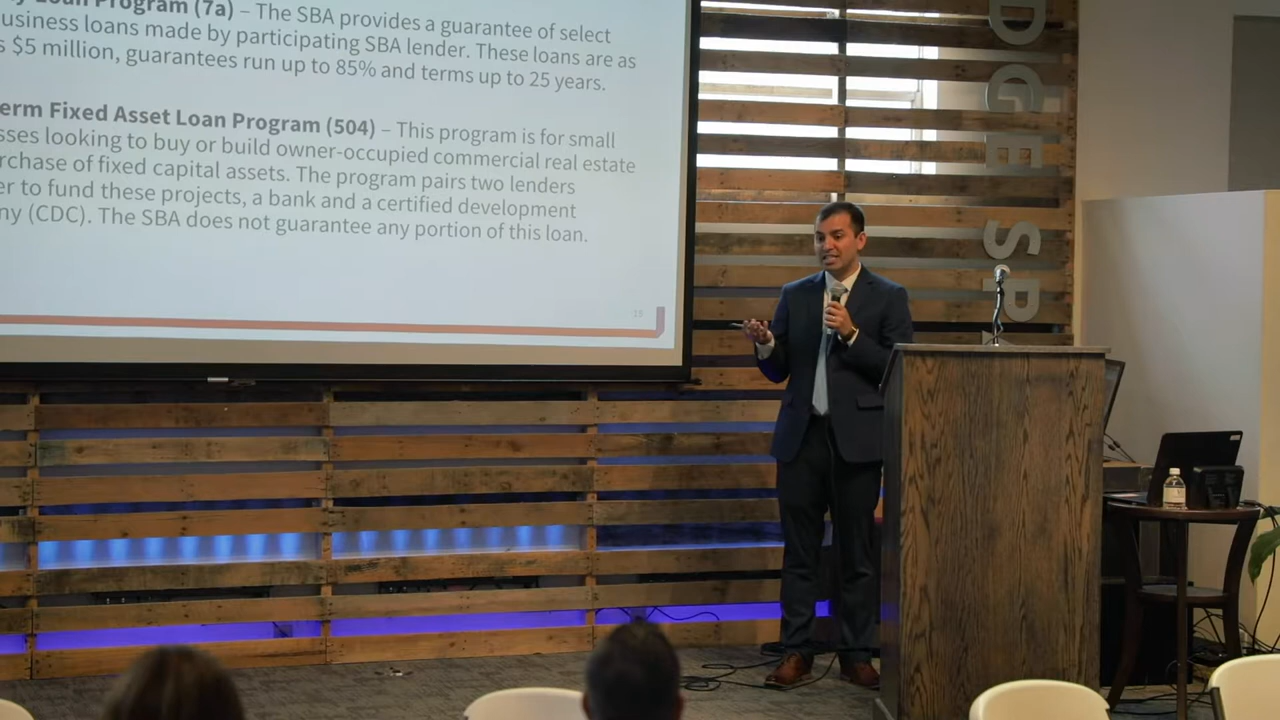 Loan Program (7a) – The SBA provides a guarantee of select
usiness loans made by participating SBA lender. These loans are as
s $5 million, guarantees run up to 85% and terms up to 25 years.
erm Fixed Asset Loan Program (504) – This program is for small
sses looking to buy or build owner-occupied commercial real estate
rchase of fixed capital assets. The program pairs two lenders
er to fund these projects, a bank and a certified development
ny (CDC). The SBA does not guarantee any portion of this loan.
15
DGE SP